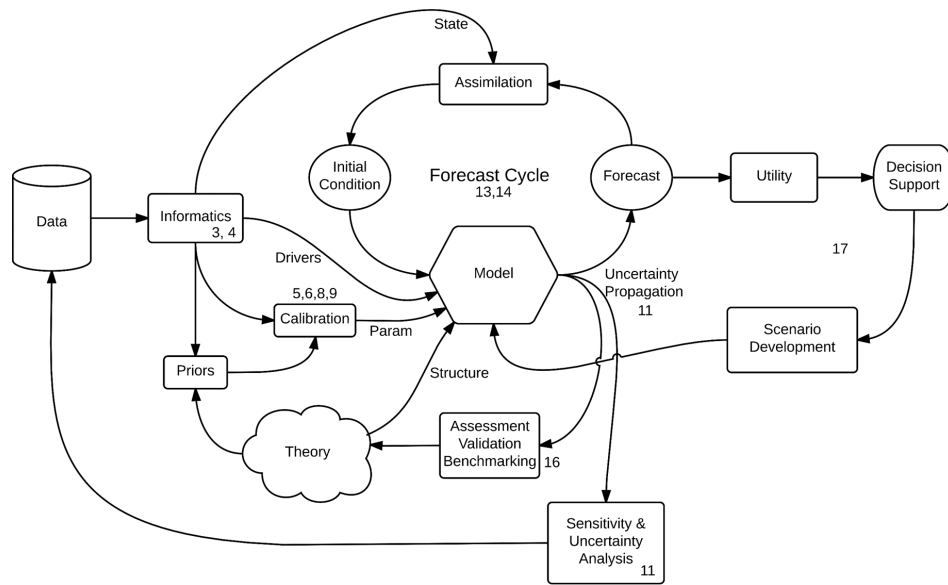 State
Assimilation
Initial
Condition
Forecast Cycle
13,14
Forecast
Utility
Decision
Support
Data
Informatics
3, 4
Drivers
Model
Uncertainty
Propagation
11
17
5,6,8,9
Calibration
Param
Scenario
Development
Priors
Structure
Theory
Assessment
Validation
Benchmarking
16
Sensitivity &
Uncertainty
Analysis
11